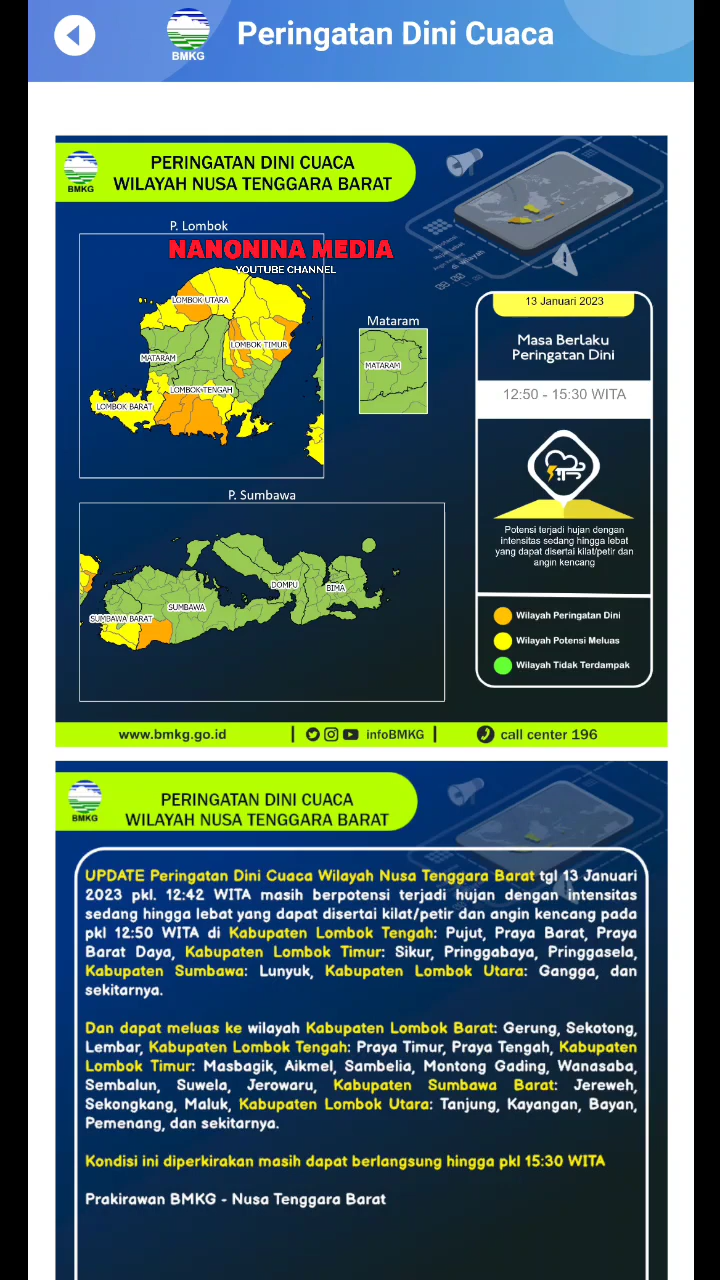 BMKG
Peringatan Dini Cuaca
BMKG
PERINGATAN DINI CUACA
WILAYAH NUSA TENGGARA BARAT
P. Lombok
NANONINA MEDIA
YOUTUBE CHANNEL
LOMBOK UTARA
LOMBOK TIMUR
MATARAM
LOMBOK TENGAH
LOMBOK BARAT
Mataram
MATARAM
13 Januari 2023
Masa Berlaku
Peringatan Dini
12:50 - 15:30 WITA
Potensi terjadi hujan dengan
intensitas sedang hingga lebat
yang dapat disertai kilat/petir dan
angin kencang
Wilayah Peringatan Dini
Wilayah Potensi Meluas
Wilayah Tidak Terdampak
P. Sumbawa
DOMPU
BIMA
SUMBAWA
SUMBAWA BARAT
www.bmkg.go.id | infoBMKG | call center 196
BMKG
PERINGATAN DINI CUACA
WILAYAH NUSA TENGGARA BARAT
UPDATE Peringatan Dini Cuaca Wilayah Nusa Tenggara Barat tgl 13 Januari
2023 pkl. 12:42 WITA masih berpotensi terjadi hujan dengan intensitas
sedang hingga lebat yang dapat disertai kilat/petir dan angin kencang pada
pkl 12:50 WITA di Kabupaten Lombok Tengah: Pujut, Praya Barat, Praya
Barat Daya, Kabupaten Lombok Timur: Sikur, Pringgabaya, Pringgasela,
Kabupaten Sumbawa: Lunyuk, Kabupaten Lombok Utara: Gangga, dan
sekitarnya.
Dan dapat meluas ke wilayah Kabupaten Lombok Barat: Gerung, Sekotong,
Lembar, Kabupaten Lombok Tengah: Praya Timur, Praya Tengah, Kabupaten
Lombok Timur: Masbagik, Aikmel, Sambelia, Montong Gading, Wanasaba,
Sembalun, Suwela, Jerowaru, Kabupaten Sumbawa Barat: Jereweh,
Sekongkang, Maluk, Kabupaten Lombok Utara: Tanjung, Kayangan, Bayan,
Pemenang, dan sekitarnya.
Kondisi ini diperkirakan masih dapat berlangsung hingga pkl 15:30 WITA
Prakirawan BMKG - Nusa Tenggara Barat